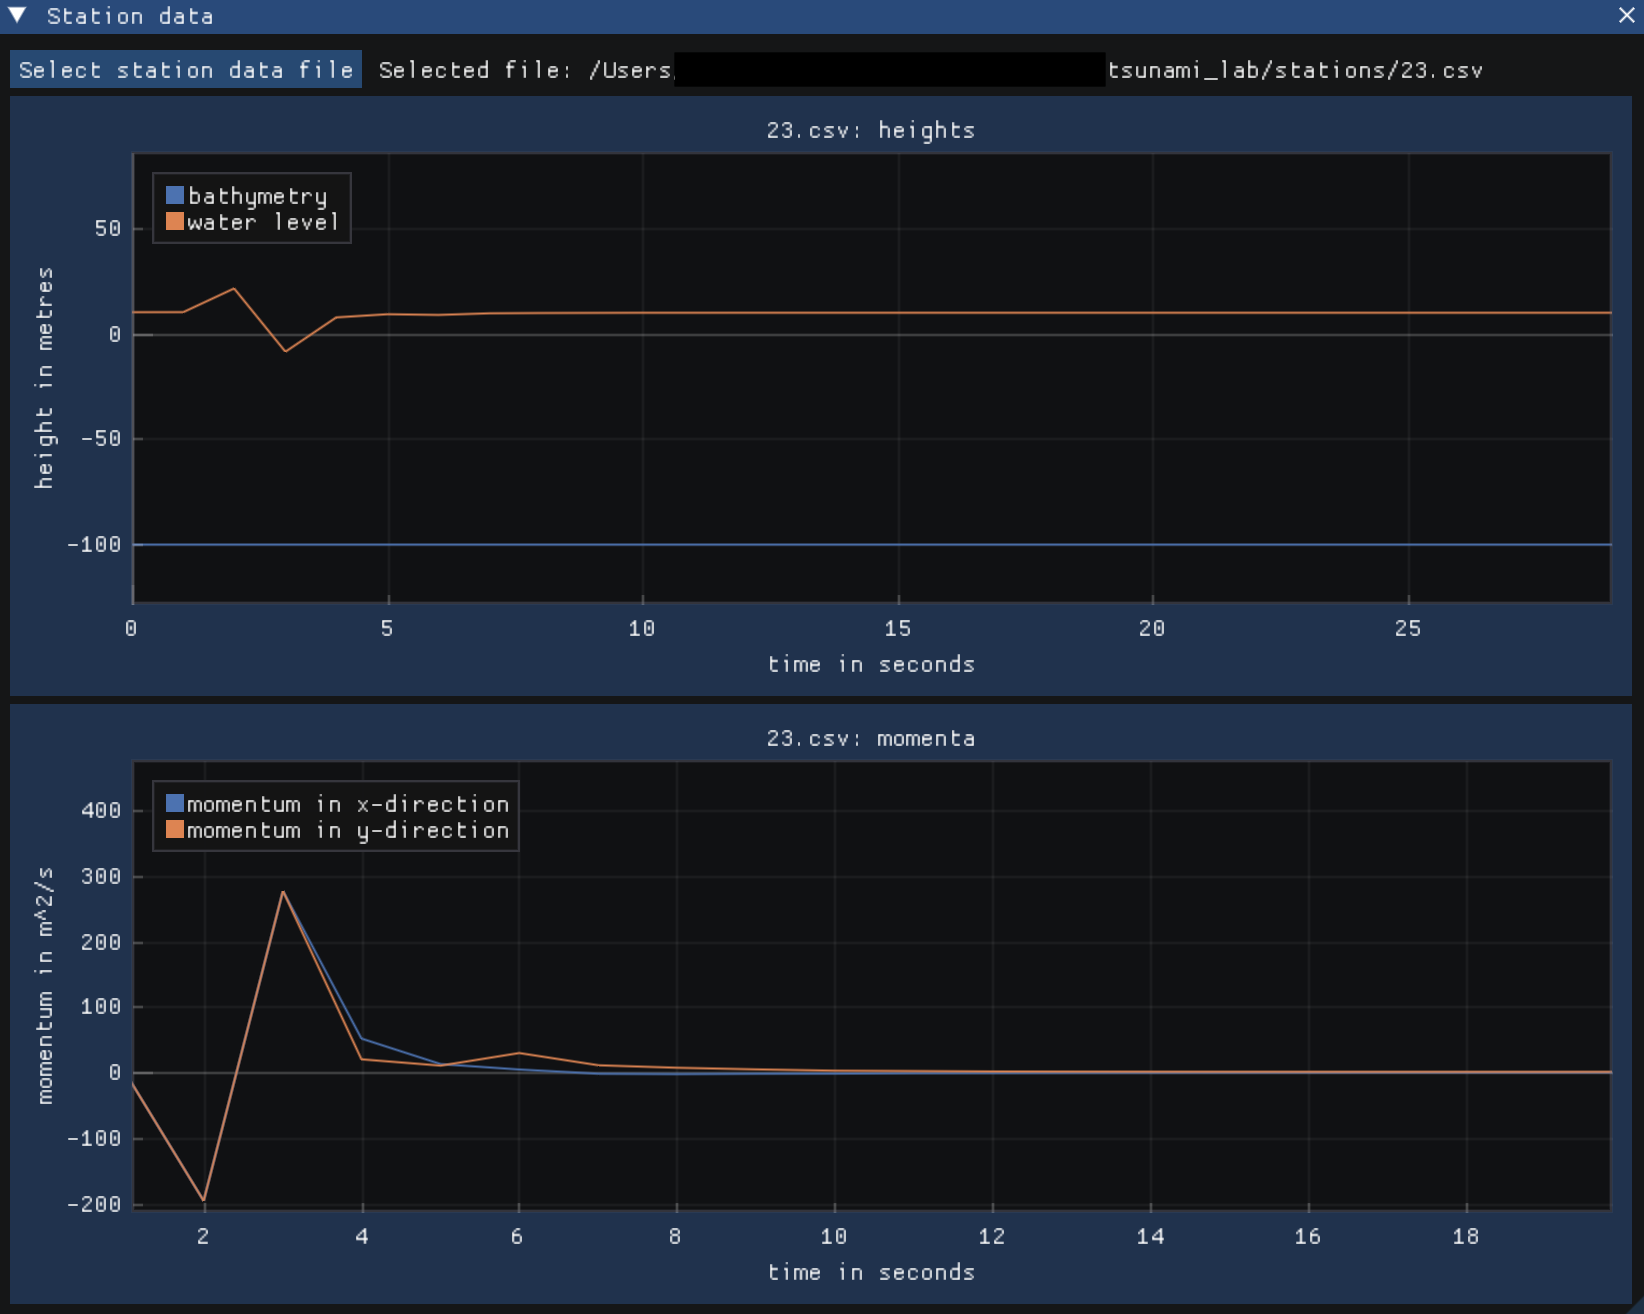 Station data
Select station data file Selected file: /Users tsunami_lab/stations/23.csv
23.csv: heights
bathymetry
water level
50
0
-50
-100
height in metres
0 5 10 15 20 25
time in seconds
23.csv: momenta
momentum in x-direction
momentum in y-direction
400
300
200
100
0
-100
-200
momentum in m^2/s
2 4 6 8 10 12 14 16 18
time in seconds